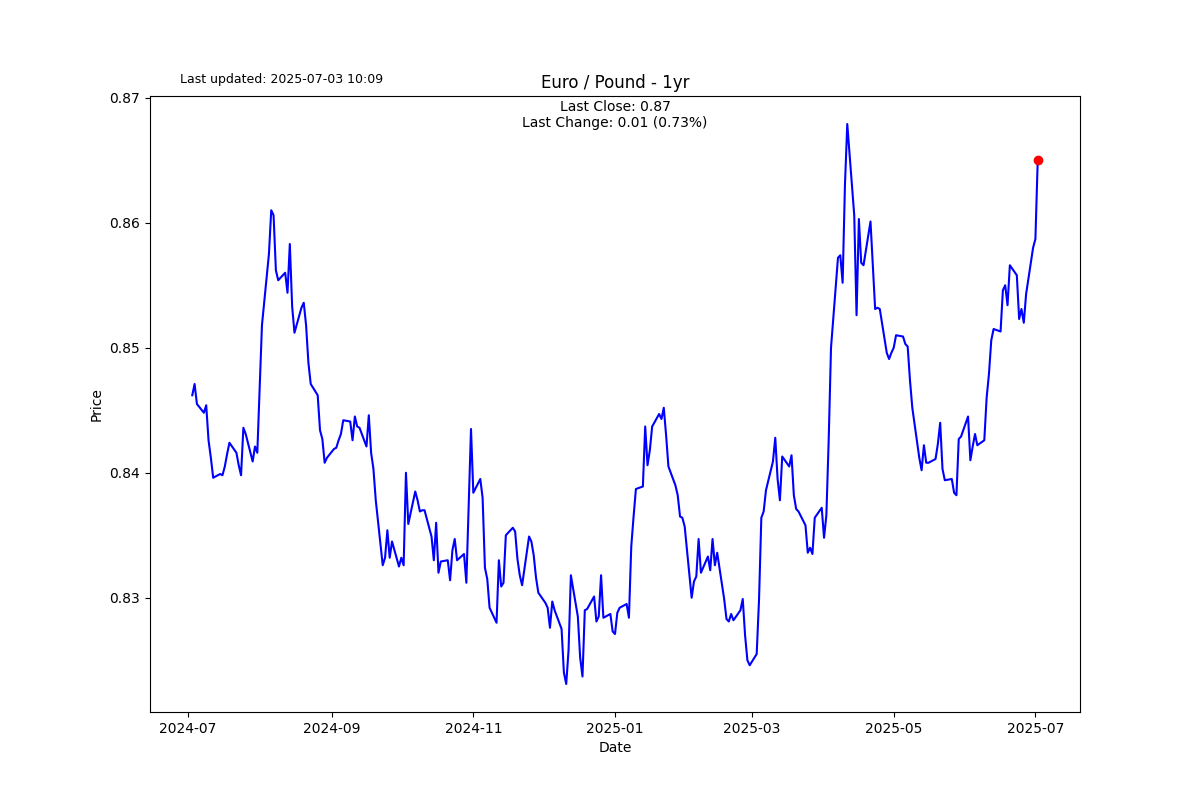 Last updated: 2025-07-03 10:09
Euro / Pound - 1yr
Last Close: 0.87
Last Change: 0.01 (0.73%)
Price
0.87
0.86
0.85
0.84
0.83
2024-07 2024-09 2024-11 2025-01 2025-03 2025-05 2025-07
Date